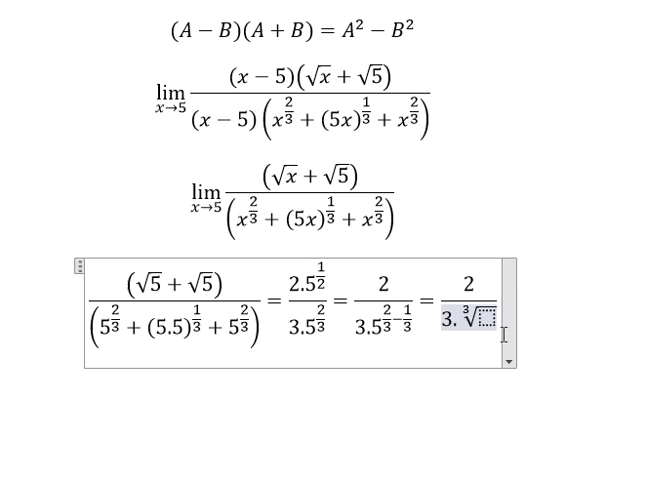 (A − B)(A + B) = A² − B²
lim x→5 (x − 5)(√x + √5) / (x − 5)(x^(2/3) + (5x)^(1/3) + x^(2/3))
lim x→5 (√x + √5) / (x^(2/3) + (5x)^(1/3) + x^(2/3))
(√5 + √5) / (5^(2/3) + (5.5)^(1/3) + 5^(2/3)) = 2.5^(1/2) / 3.5^(2/3) = 2 / 3.5^(2/3 − 1/3) = 2 / 3. ∛